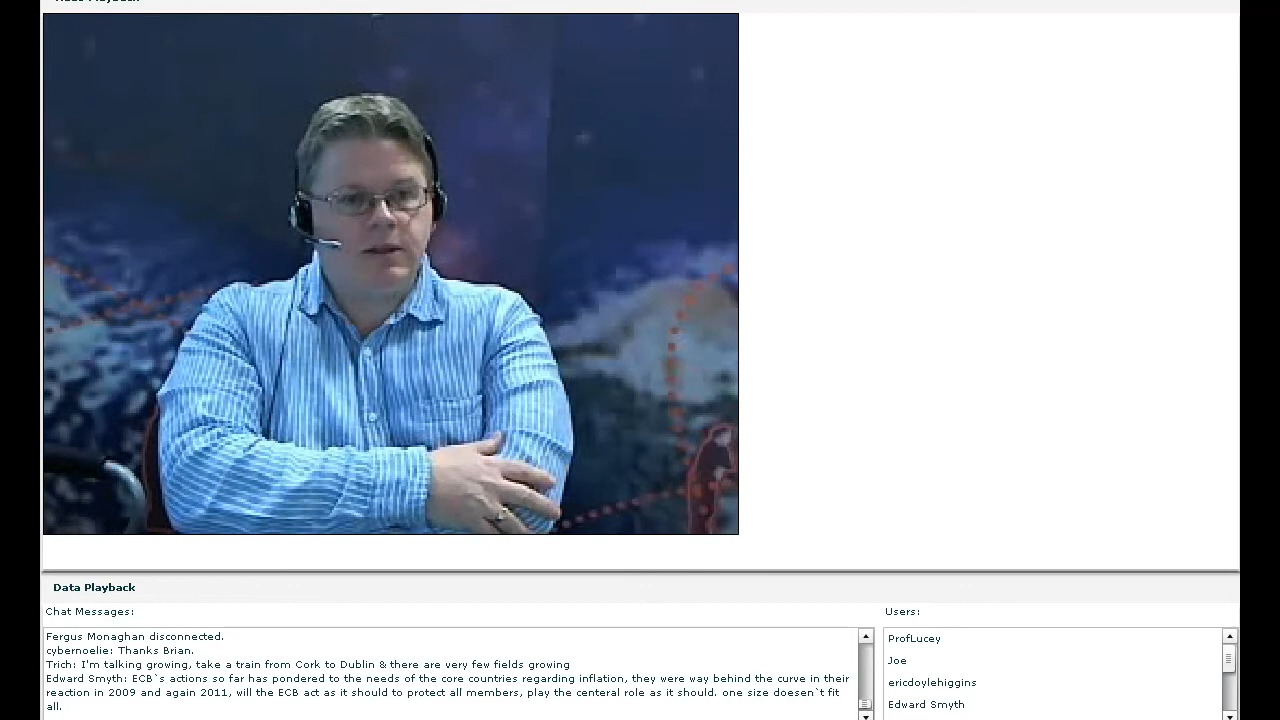 Data Playback
Chat Messages:
Users:
Fergus Monaghan disconnected.
cybernoelie: Thanks Brian.
Trich: I'm talking growing, take a train from Cork to Dublin & there are very few fields growing
Edward Smyth: ECB`s actions so far has pondered to the needs of the core countries regarding inflation, they were way behind the curve in their
reaction in 2009 and again 2011, will the ECB act as it should to protect all members, play the centeral role as it should. one size doesen`t fit
all.
ProfLucey
Joe
ericdoylehiggins
Edward Smyth